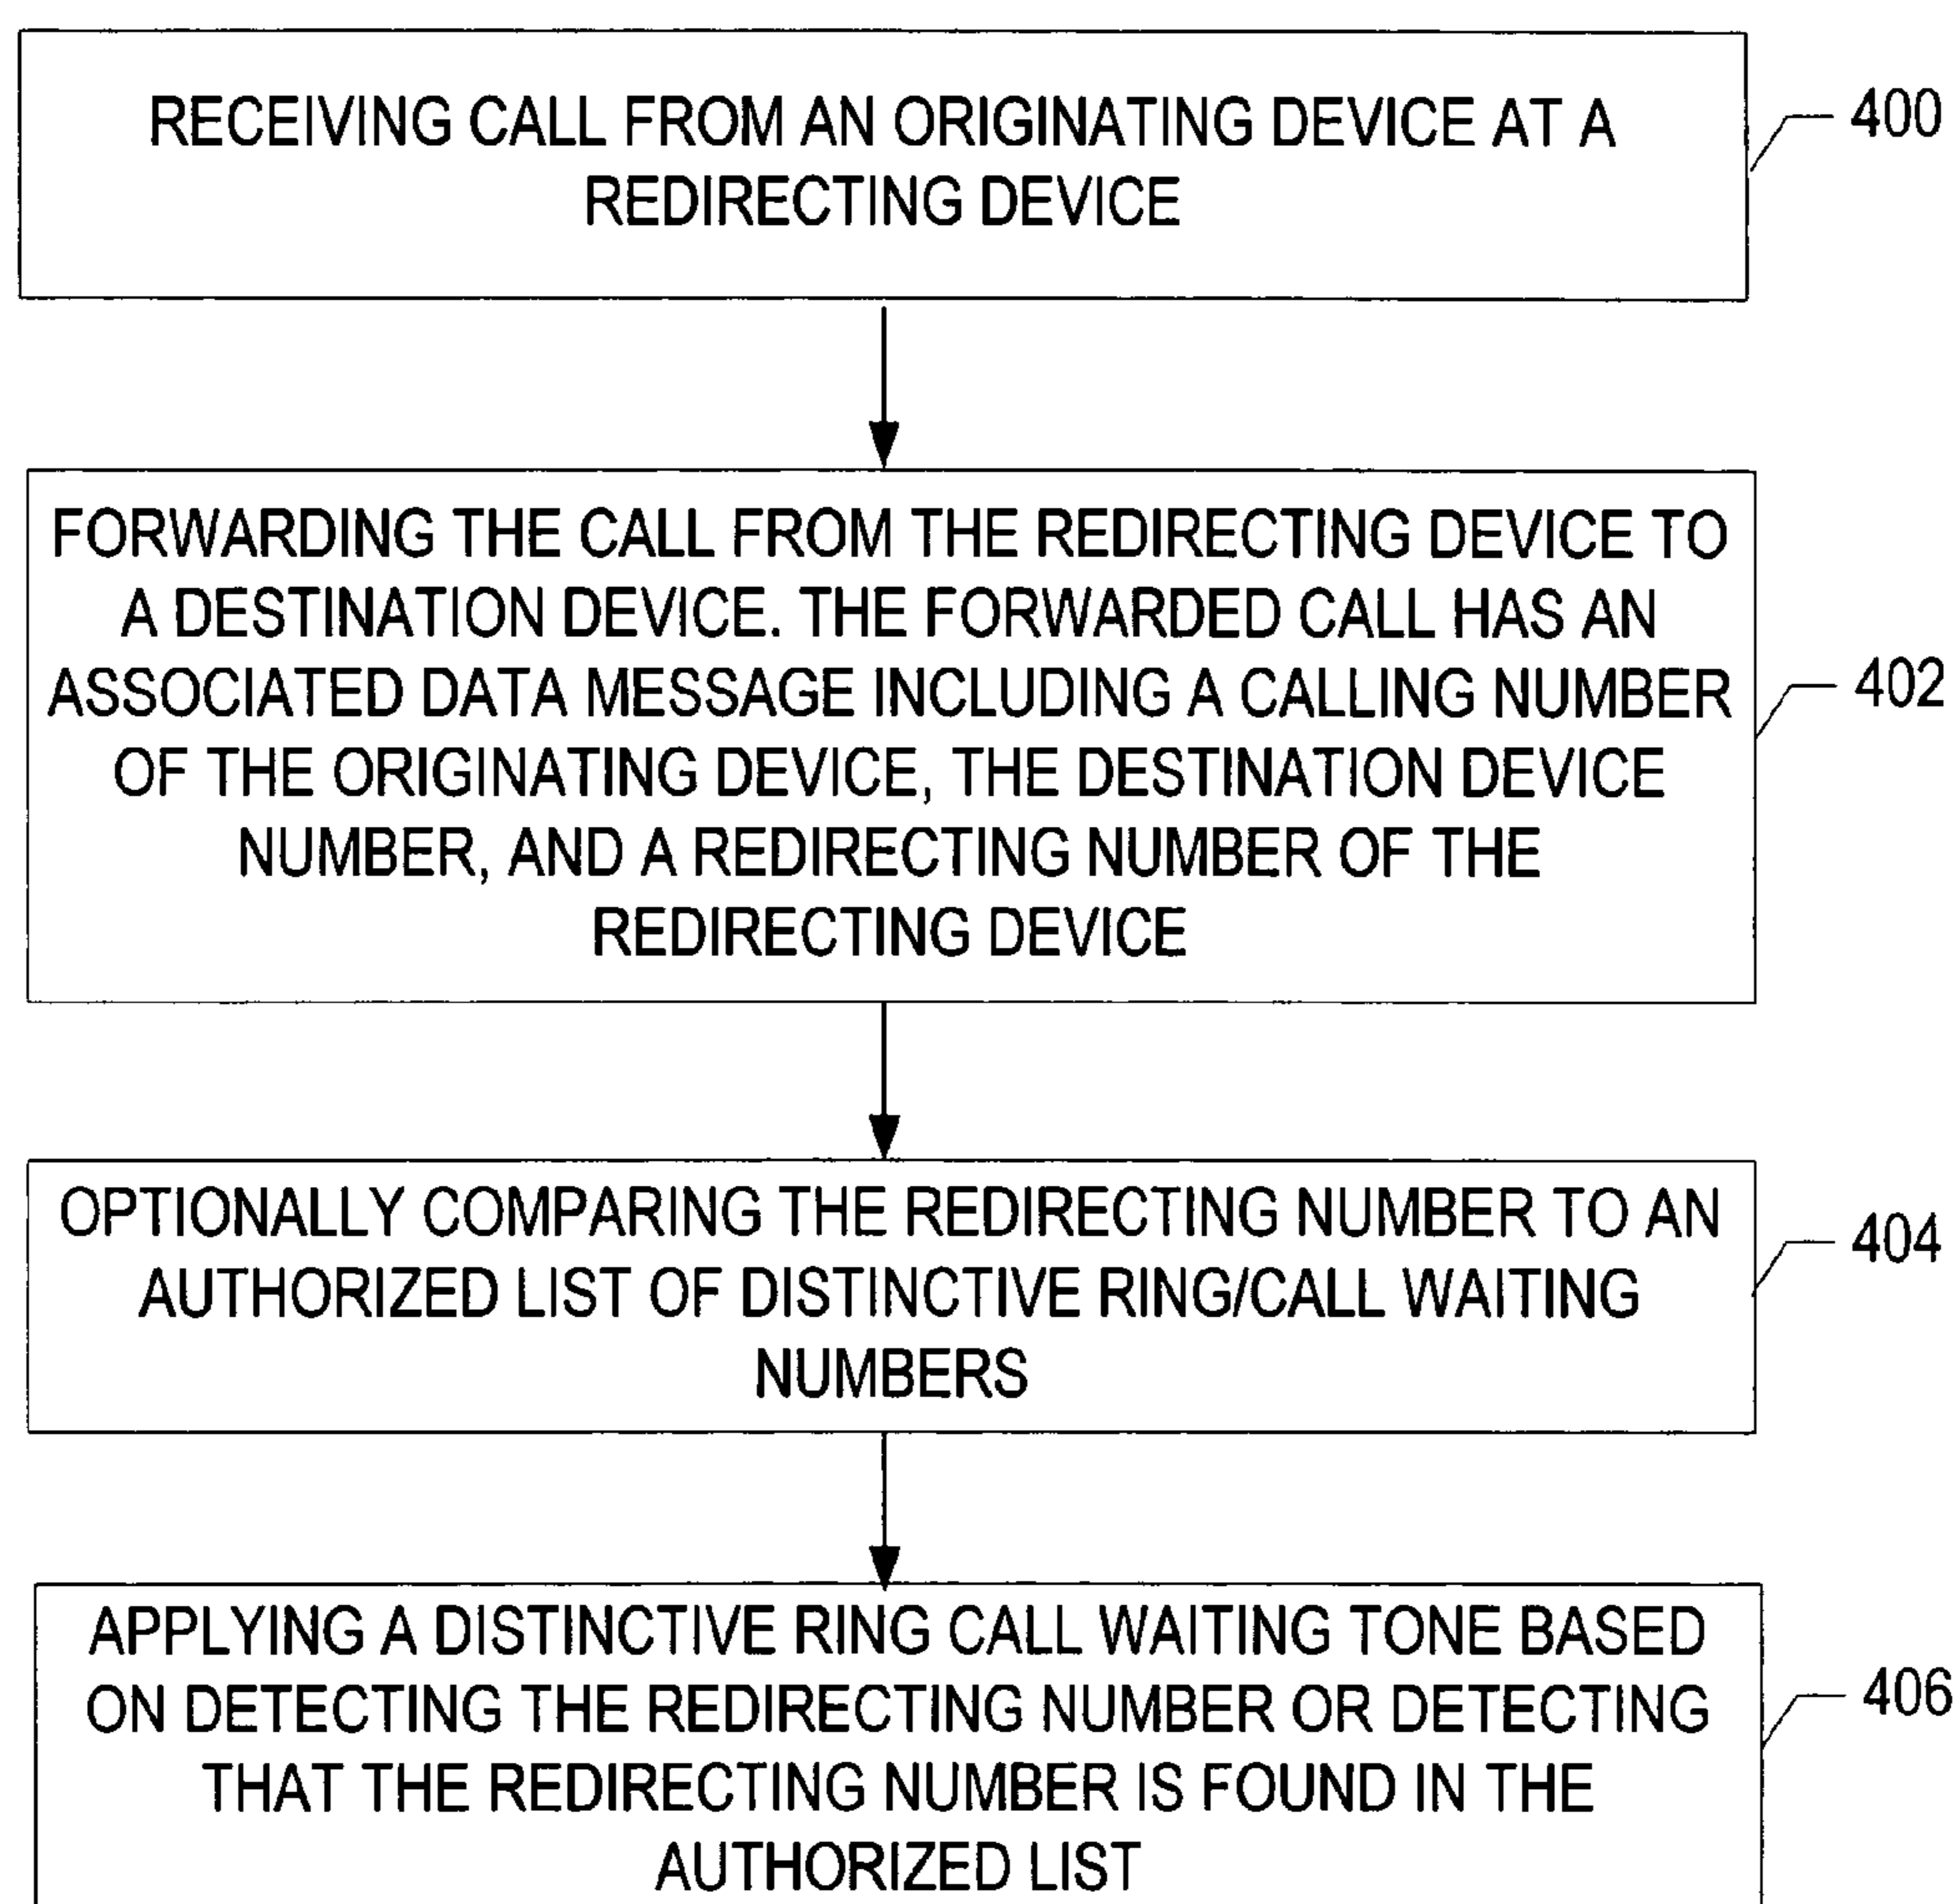 RECEIVING CALL FROM AN ORIGINATING DEVICE AT A
REDIRECTING DEVICE
400
FORWARDING THE CALL FROM THE REDIRECTING DEVICE TO
A DESTINATION DEVICE. THE FORWARDED CALL HAS AN
ASSOCIATED DATA MESSAGE INCLUDING A CALLING NUMBER
OF THE ORIGINATING DEVICE, THE DESTINATION DEVICE
NUMBER, AND A REDIRECTING NUMBER OF THE
REDIRECTING DEVICE
402
OPTIONALLY COMPARING THE REDIRECTING NUMBER TO AN
AUTHORIZED LIST OF DISTINCTIVE RING/CALL WAITING
NUMBERS
404
APPLYING A DISTINCTIVE RING CALL WAITING TONE BASED
ON DETECTING THE REDIRECTING NUMBER OR DETECTING
THAT THE REDIRECTING NUMBER IS FOUND IN THE
AUTHORIZED LIST
406